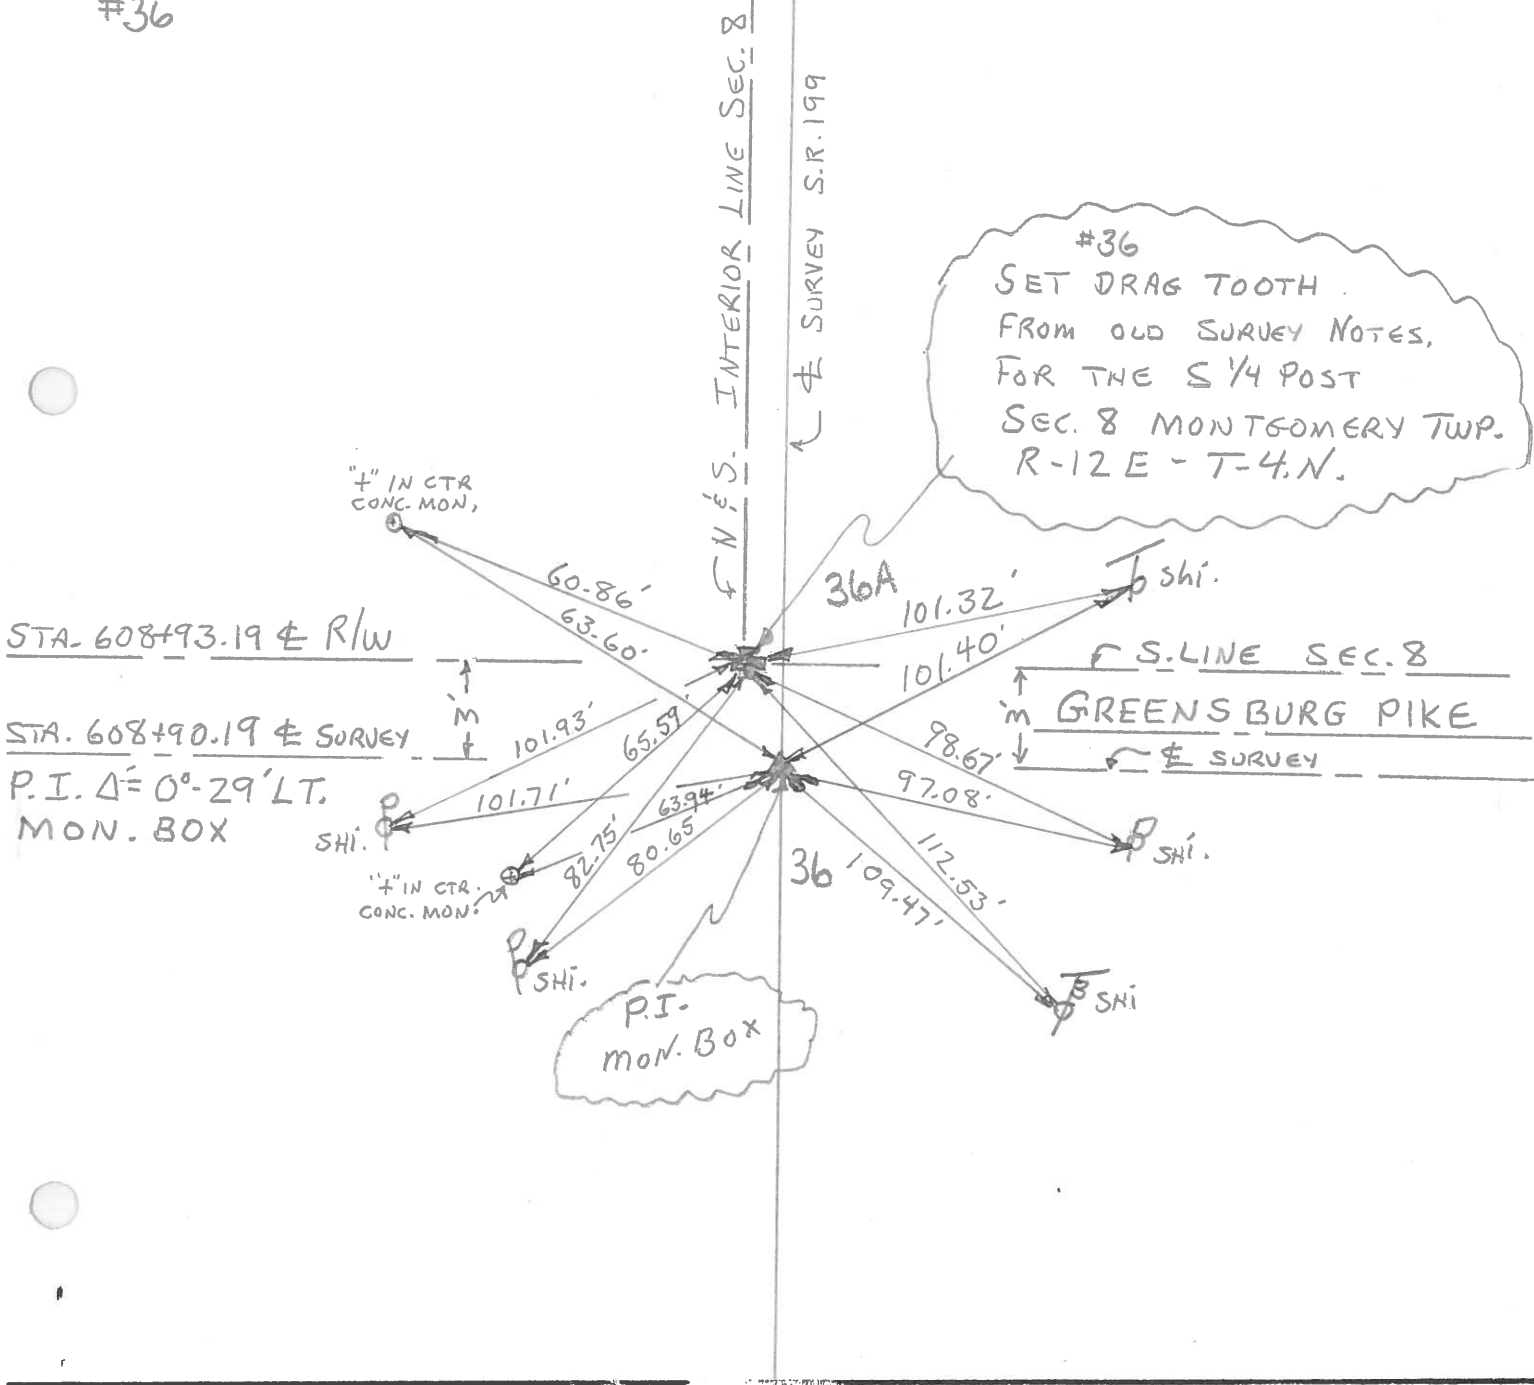 #36
N & S. INTERIOR LINE SEC. 8
℄ SURVEY S.R. 199
#36
SET DRAG TOOTH
FROM OLD SURVEY NOTES,
FOR THE S 1/4 POST
SEC. 8 MONTGOMERY TWP.
R-12 E - T-4.N.
"+" IN CTR
CONC. MON.
60.86'
63.60'
36A
101.32'
101.40'
SHI.
STA. 608+93.19 ℄ R/W
S. LINE SEC. 8
3'
3'
GREENSBURG PIKE
STA. 608+90.19 ℄ SURVEY
℄ SURVEY
P.I. Δ = 0°-29' LT.
MON. BOX
101.93'
65.59'
98.67'
97.08'
101.71'
63.94'
82.75'
80.65'
SHI.
SHI.
36
112.53'
109.47'
"+" IN CTR.
CONC. MON.
SHI.
SHI
P.I.
MON. BOX